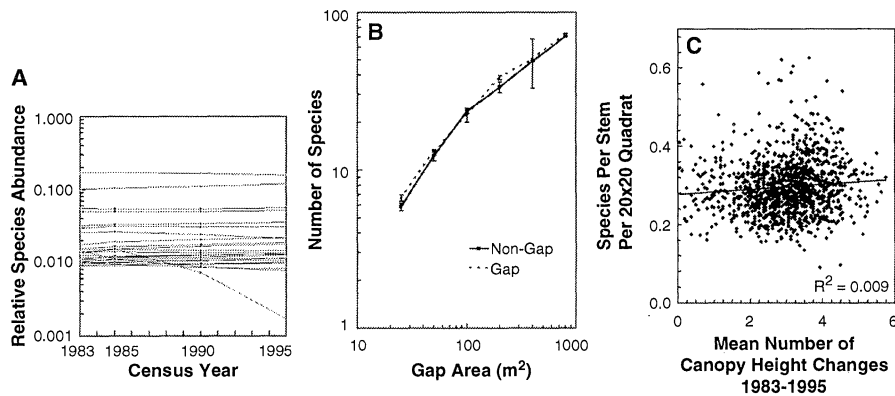 A
Relative Species Abundance
1.000
0.100
0.010
0.001
1983 1985 1990 1995
Census Year
B
Number of Species
100
10
1
Non-Gap
Gap
10 100 1000
Gap Area (m²)
C
Species Per Stem
Per 20x20 Quadrat
0.6
0.4
0.2
0.0
R² = 0.009
0 2 4 6
Mean Number of
Canopy Height Changes
1983-1995